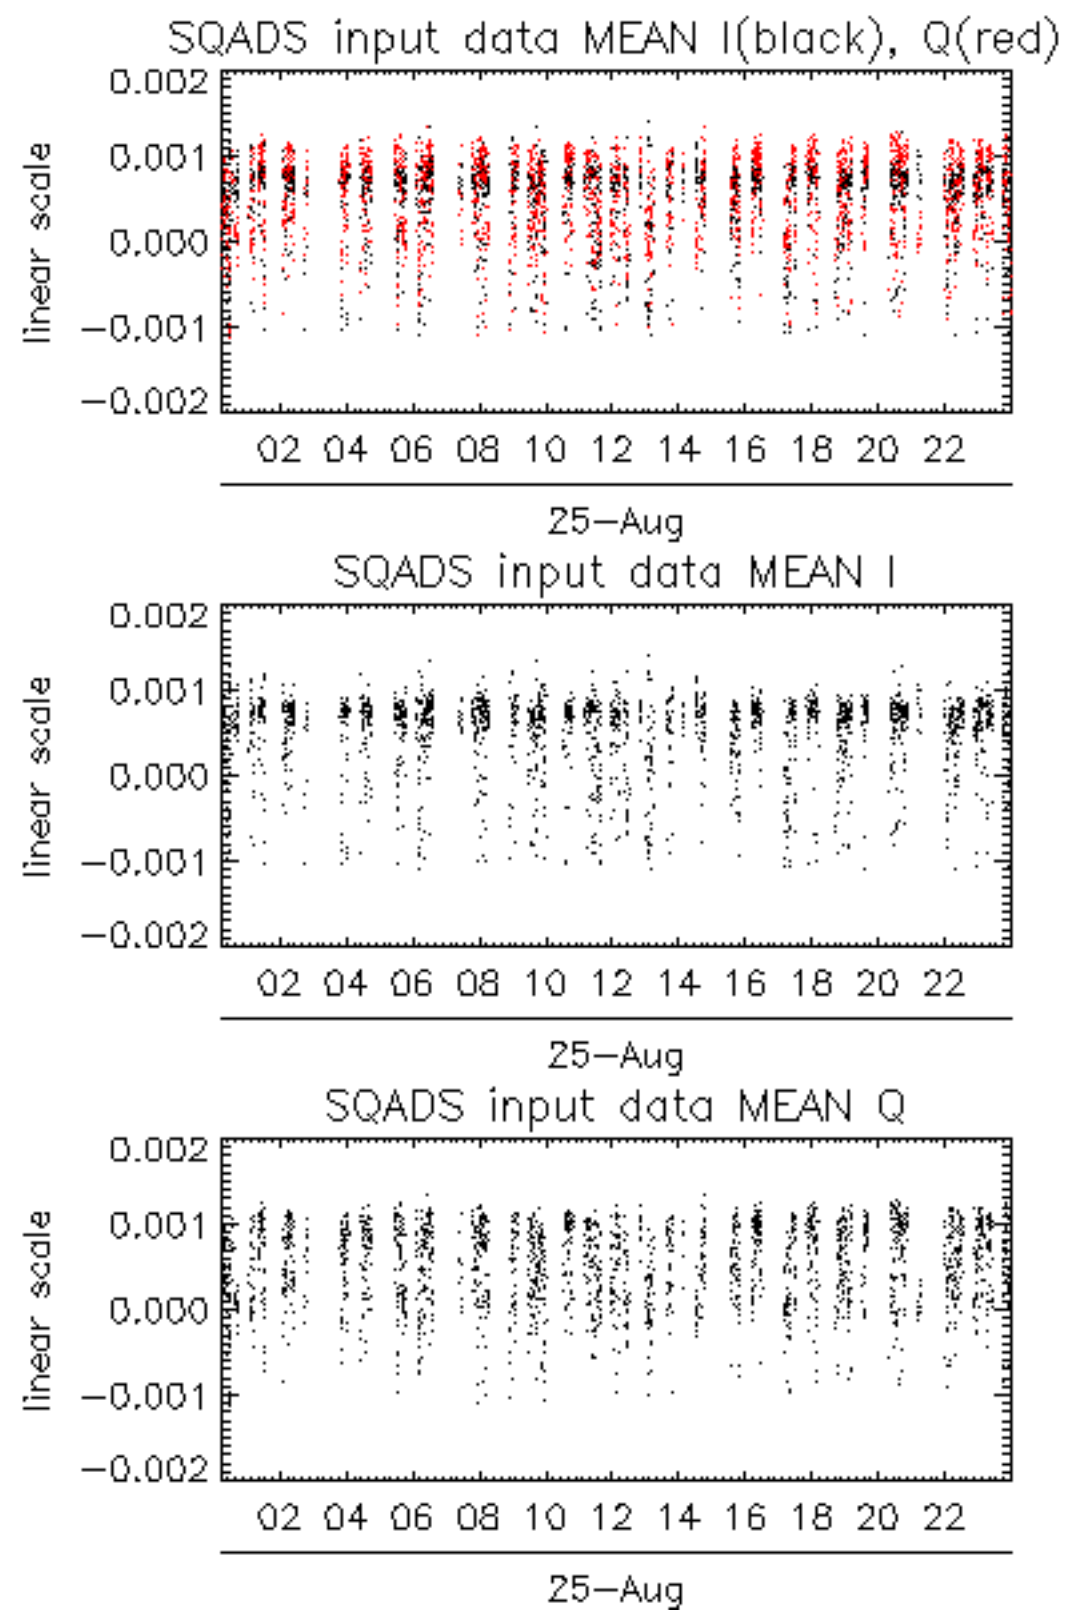 SQADS input data MEAN I(black), Q(red)
0.002
0.001
0.000
−0.001
−0.002
linear scale
02 04 06 08 10 12 14 16 18 20 22
25−Aug
SQADS input data MEAN I
0.002
0.001
0.000
−0.001
−0.002
linear scale
02 04 06 08 10 12 14 16 18 20 22
25−Aug
SQADS input data MEAN Q
0.002
0.001
0.000
−0.001
−0.002
linear scale
02 04 06 08 10 12 14 16 18 20 22
25−Aug